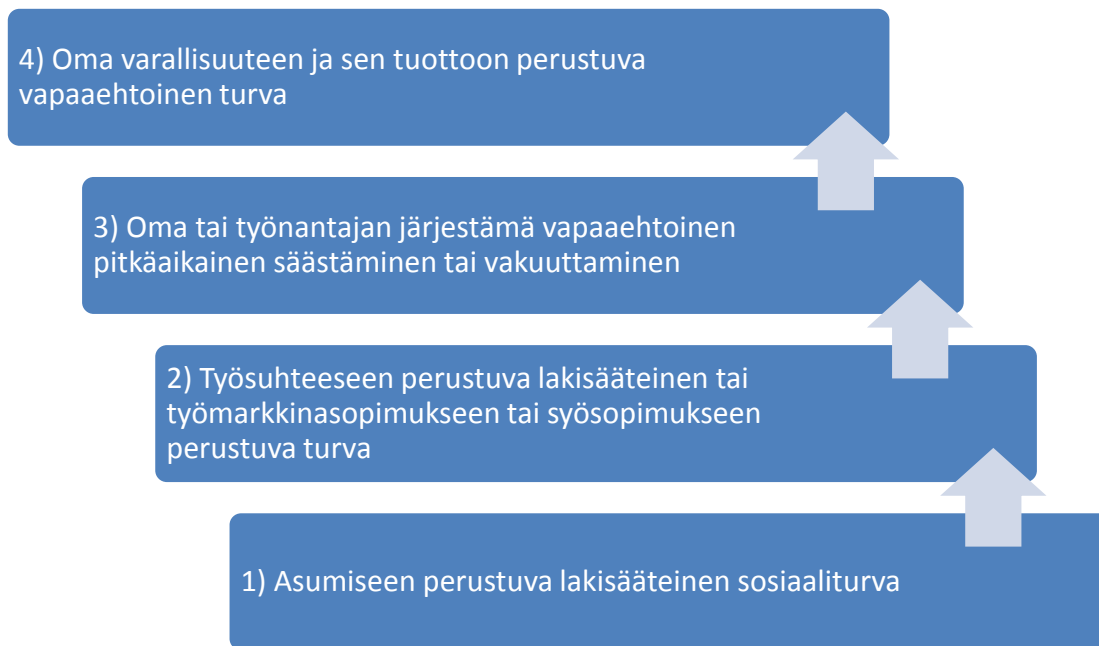 4) Oma varallisuuteen ja sen tuottoon perustuva
vapaaehtoinen turva
3) Oma tai työnantajan järjestämä vapaaehtoinen
pitkäaikainen säästäminen tai vakuuttaminen
2) Työsuhteeseen perustuva lakisääteinen tai
työmarkkinasopimukseen tai syösopimukseen
perustuva turva
1) Asumiseen perustuva lakisääteinen sosiaaliturva